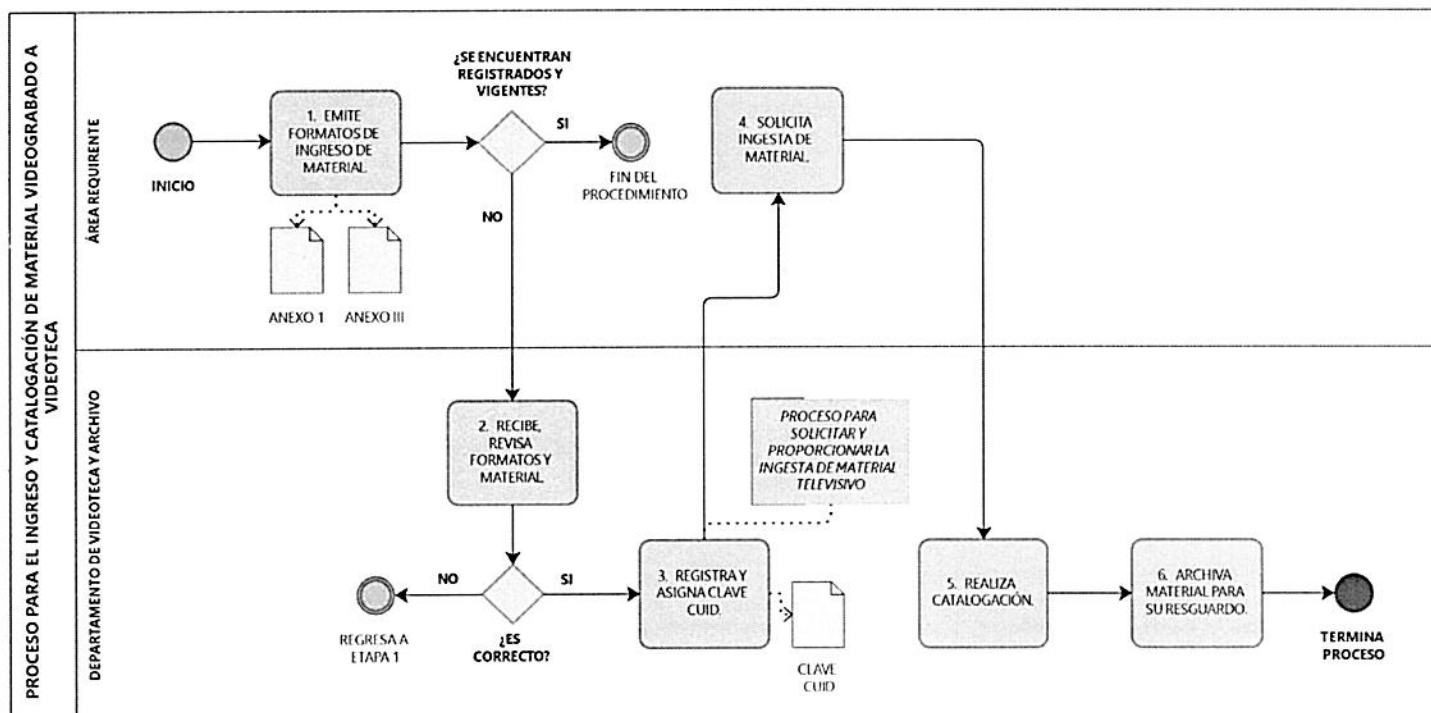 PROCESO PARA EL INGRESO Y CATALOGACIÓN DE MATERIAL VIDEOGRABADO A
VIDEOTECA
ÁREA REQUIRENTE
INICIO
1. EMITE
FORMATOS DE
INGRESO DE
MATERIAL.
ANEXO 1
ANEXO III
¿SE ENCUENTRAN
REGISTRADOS Y
VIGENTES?
SI
FIN DEL
PROCEDIMIENTO
NO
4. SOLICITA
INGESTA DE
MATERIAL.
DEPARTAMENTO DE VIDEOTECA Y ARCHIVO
2. RECIBE,
REVISA
FORMATOS Y
MATERIAL.
NO
REGRESA A
ETAPA 1
¿ES
CORRECTO?
SI
3. REGISTRA Y
ASIGNA CLAVE
CUID.
CLAVE
CUID
PROCESO PARA
SOLICITAR Y
PROPORCIONAR LA
INGESTA DE MATERIAL
TELEVISIVO
5. REALIZA
CATALOGACIÓN.
6. ARCHIVA
MATERIAL PARA
SU RESGUARDO.
TERMINA
PROCESO